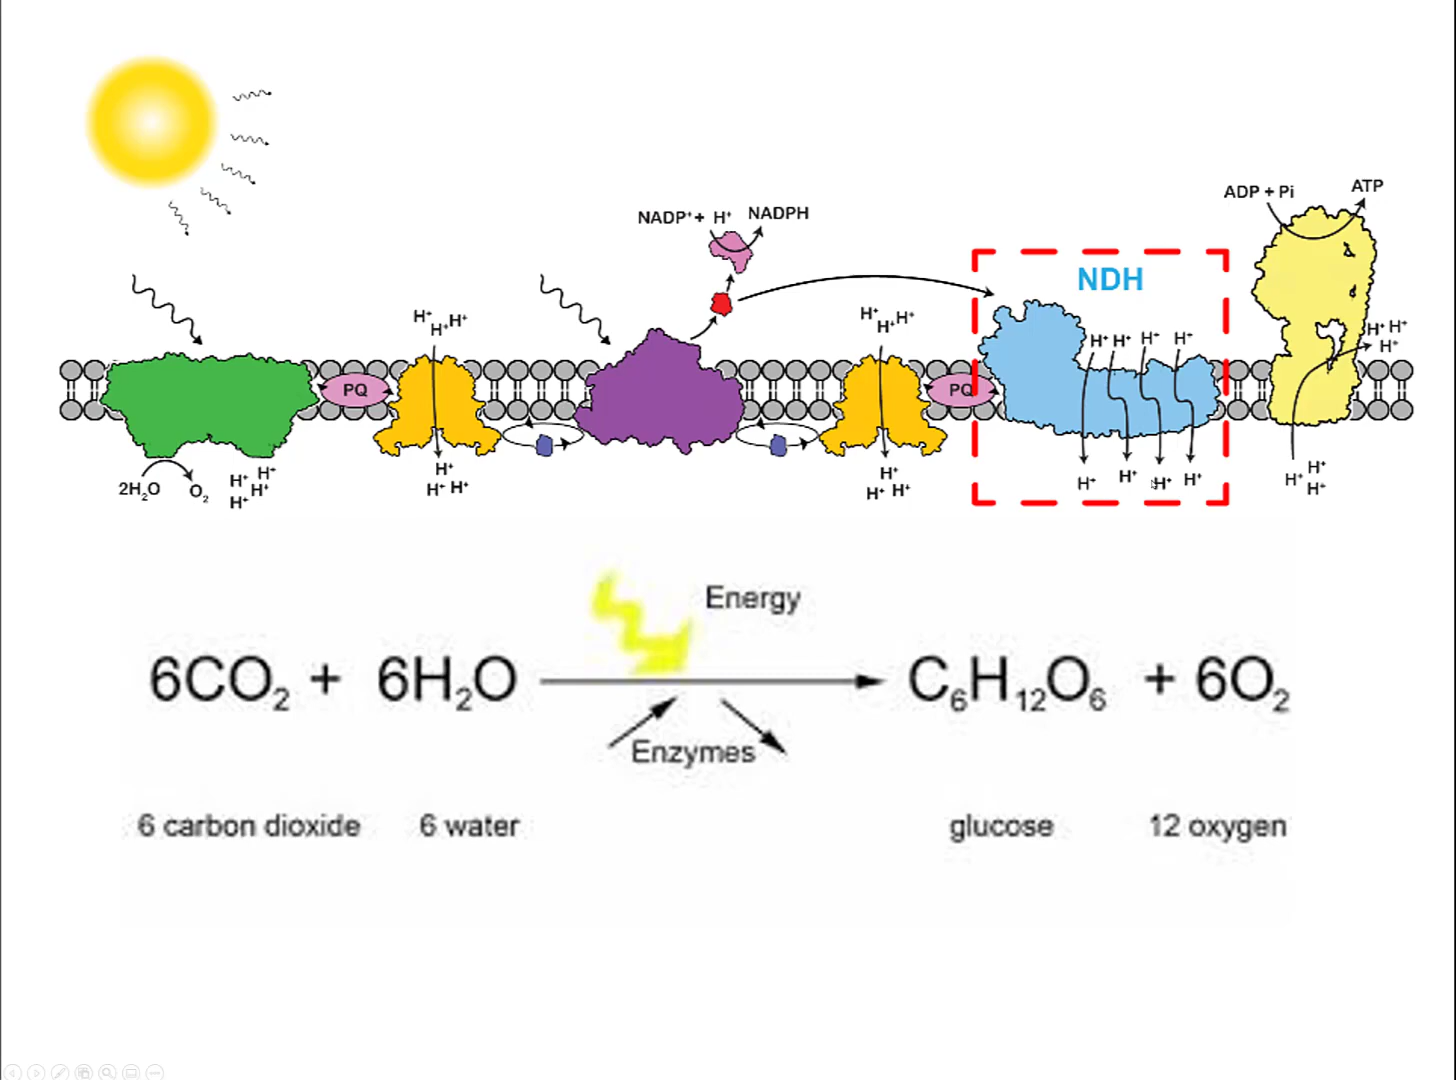 ADP + Pi ATP
NADP⁺ + H⁺ NADPH
NDH
H⁺ H⁺ H⁺
H⁺ H⁺ H⁺
H⁺ H⁺ H⁺ H⁺
H⁺ H⁺ H⁺
PQ
PQ
2H₂O O₂
H⁺ H⁺ H⁺ H⁺
H⁺ H⁺ H⁺
H⁺ H⁺ H⁺
H⁺ H⁺ H⁺ H⁺
H⁺ H⁺ H⁺
Energy
6CO₂ + 6H₂O C₆H₁₂O₆ + 6O₂
Enzymes
6 carbon dioxide 6 water glucose 12 oxygen